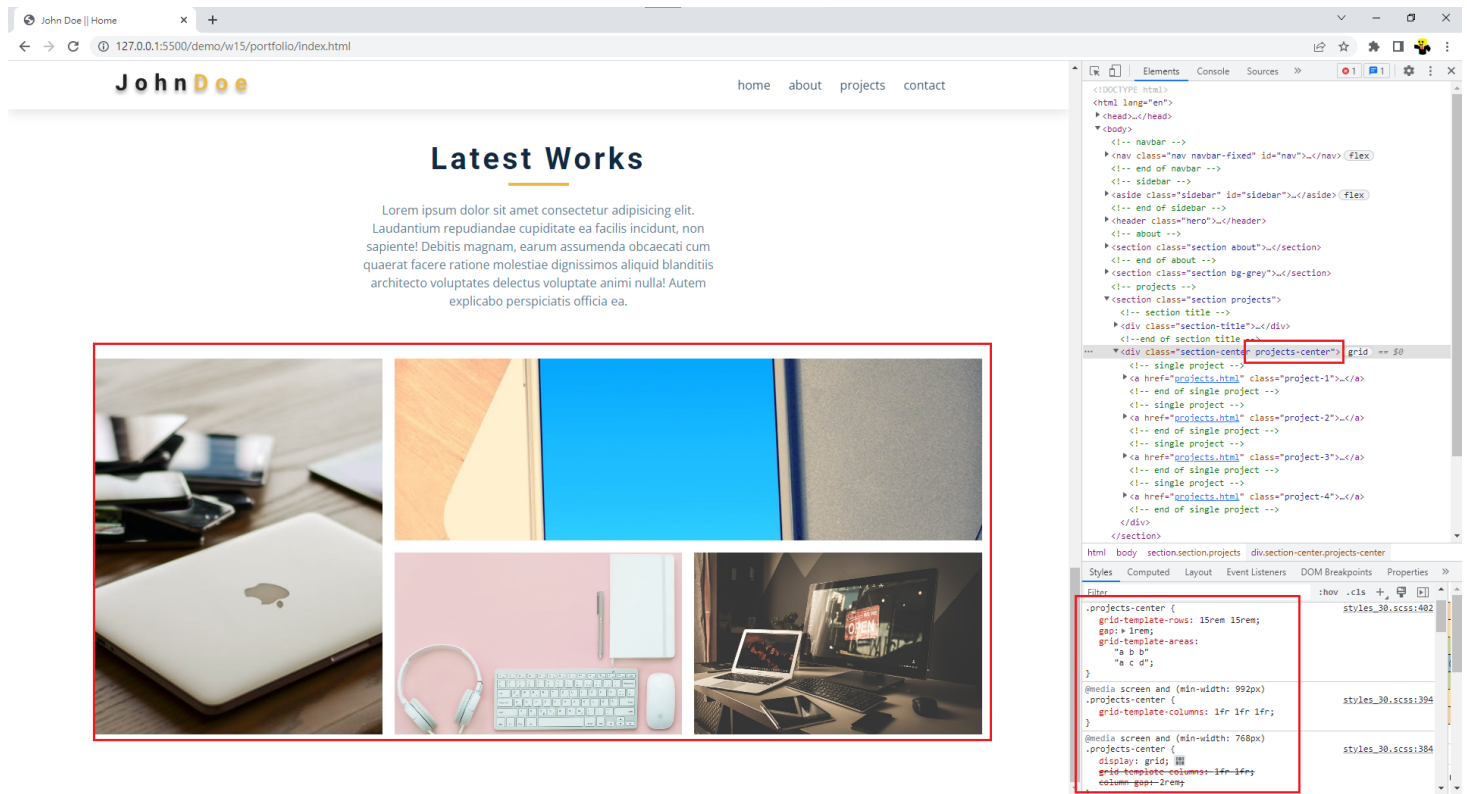 John Doe || Home
127.0.0.1:5500/demo/w15/portfolio/index.html
JohnDoe
home about projects contact
Latest Works
Lorem ipsum dolor sit amet consectetur adipisicing elit.
Laudantium repudiandae cupiditate ea facilis incidunt, non
sapiente! Debitis magnam, earum assumenda obcaecati cum
quaerat facere ratione molestiae dignissimos aliquid blanditiis
architecto voluptates delectus voluptate animi nulla! Autem
explicabo perspiciatis officia ea.
OPEN
Elements Console Sources » 1 1
<!DOCTYPE html>
<html lang="en">
<head>…</head>
<body>
<!-- navbar -->
<nav class="nav navbar-fixed" id="nav">…</nav> flex
<!-- end of navbar -->
<!-- sidebar -->
<aside class="sidebar" id="sidebar">…</aside> flex
<!-- end of sidebar -->
<header class="hero">…</header>
<!-- about -->
<section class="section about">…</section>
<!-- end of about -->
<section class="section bg-grey">…</section>
<!-- projects -->
<section class="section projects">
<!-- section title -->
<div class="section-title">…</div>
<!--end of section title -->
<div class="section-center projects-center"> grid == $0
<!-- single project -->
<a href="projects.html" class="project-1">…</a>
<!-- end of single project -->
<!-- single project -->
<a href="projects.html" class="project-2">…</a>
<!-- end of single project -->
<!-- single project -->
<a href="projects.html" class="project-3">…</a>
<!-- end of single project -->
<!-- single project -->
<a href="projects.html" class="project-4">…</a>
<!-- end of single project -->
</div>
</section>
html body section.section.projects div.section-center.projects-center
Styles Computed Layout Event Listeners DOM Breakpoints Properties »
Filter :hov .cls +
.projects-center { styles_30.scss:402
grid-template-rows: 15rem 15rem;
gap: 1rem;
grid-template-areas:
"a b b"
"a c d";
}
@media screen and (min-width: 992px)
.projects-center { styles_30.scss:394
grid-template-columns: 1fr 1fr 1fr;
}
@media screen and (min-width: 768px)
.projects-center { styles_30.scss:384
display: grid;
grid-template-columns: 1fr 1fr;
column-gap: 2rem;